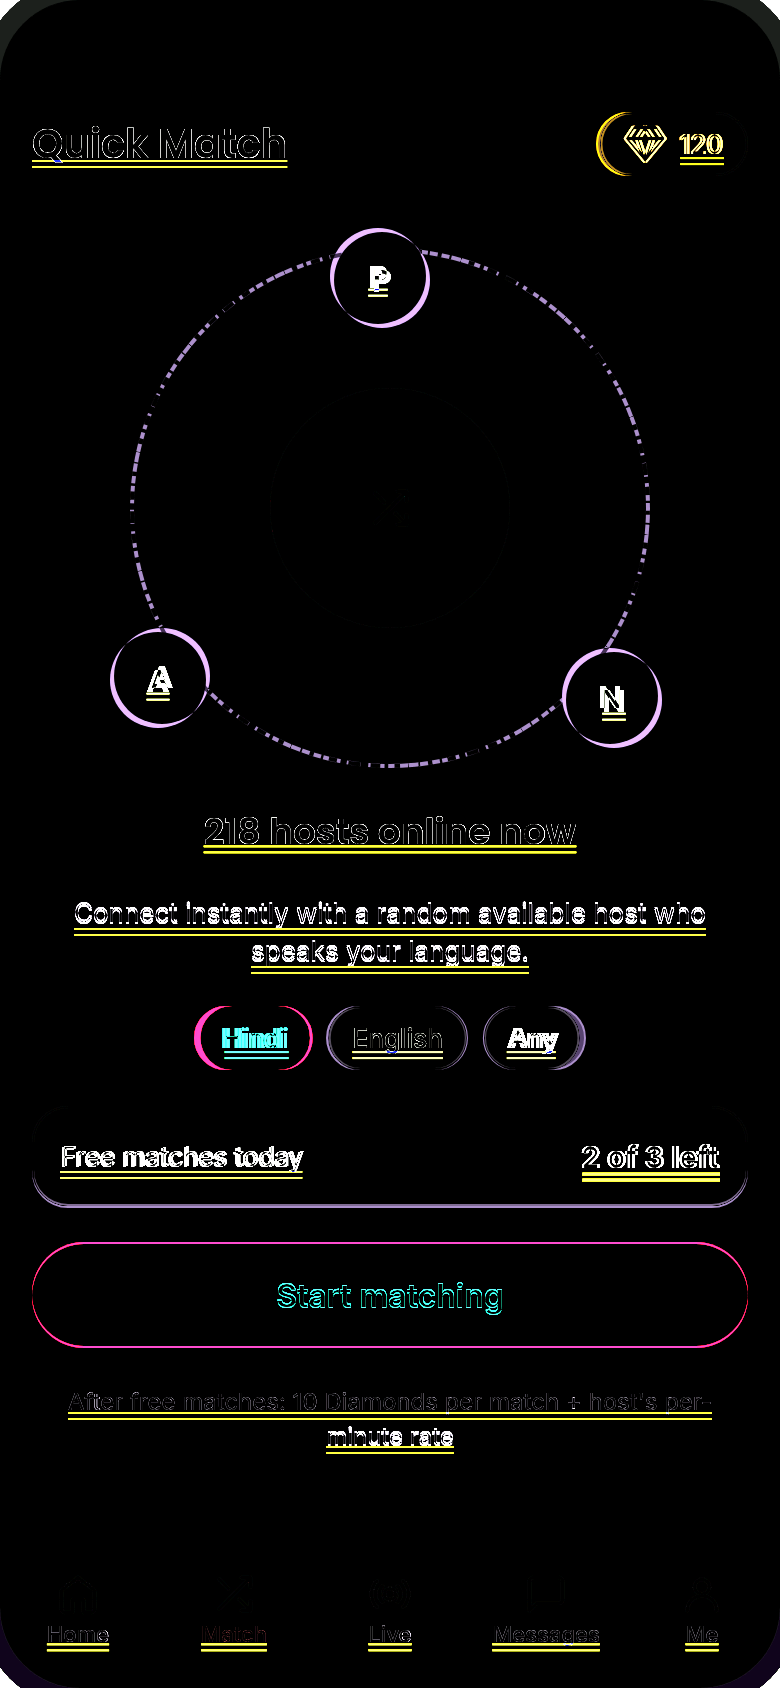 Quick Match
120
P
A
N
218 hosts online now
Connect instantly with a random available host who
speaks your language.
Hindi English Any
Free matches today 2 of 3 left
Start matching
After free matches: 10 Diamonds per match + host's per-
minute rate
Home Match Live Messages Me